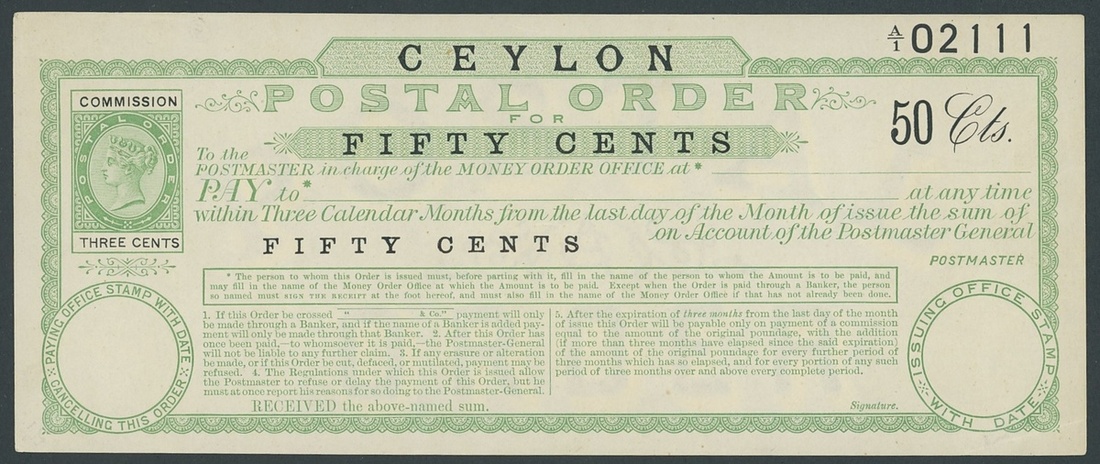 A/1 02111
CEYLON
POSTAL ORDER
FOR
FIFTY CENTS
50 Cts.
COMMISSION
POSTAL ORDER
THREE CENTS
To the
POSTMASTER in charge of the MONEY ORDER OFFICE at *
PAY to * at any time
within Three Calendar Months from the last day of the Month of issue the sum of
FIFTY CENTS on Account of the Postmaster General
POSTMASTER
* The person to whom this Order is issued must, before parting with it, fill in the name of the person to whom the Amount is to be paid, and
may fill in the name of the Money Order Office at which the Amount is to be paid. Except when the Order is paid through a Banker, the person
so named must SIGN THE RECEIPT at the foot hereof, and must also fill in the name of the Money Order Office if that has not already been done.
1. If this Order be crossed " & Co." payment will only
be made through a Banker, and if the name of a Banker is added pay-
ment will only be made through that Banker. 2. After this Order has
once been paid,—to whomsoever it is paid,—the Postmaster-General
will not be liable to any further claim. 3. If any erasure or alteration
be made, or if this Order be cut, defaced, or mutilated, payment may be
refused. 4. The Regulations under which this Order is issued allow
the Postmaster to refuse or delay the payment of this Order, but he
must at once report his reasons for so doing to the Postmaster-General.
5. After the expiration of three months from the last day of the month
of issue this Order will be payable only on payment of a commission
equal to the amount of the original poundage, with the addition
(if more than three months have elapsed since the said expiration)
of the amount of the original poundage for every further period of
three months which has so elapsed, and for every portion of any such
period of three months over and above every complete period.
RECEIVED the above-named sum.
Signature.
PAYING OFFICE STAMP WITH DATE
CANCELLING THIS ORDER
ISSUING OFFICE STAMP
WITH DATE